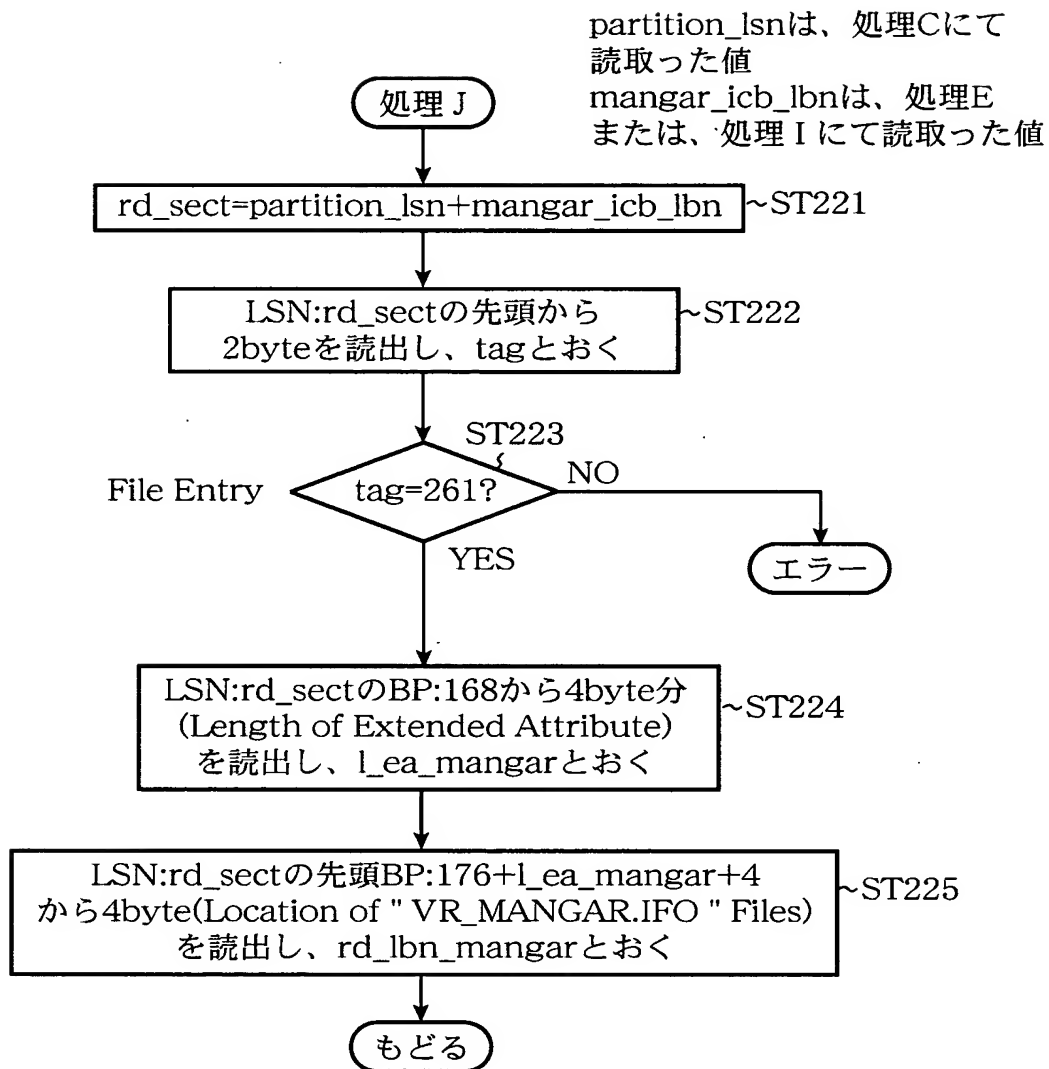 partition_lsnは、処理Cにて
読取った値
mangar_icb_lbnは、処理E
または、処理Iにて読取った値
処理J
rd_sect=partition_lsn+mangar_icb_lbn
~ST221
LSN:rd_sectの先頭から
2byteを読出し、tagとおく
~ST222
ST223
File Entry
tag=261?
NO
YES
エラー
LSN:rd_sectのBP:168から4byte分
(Length of Extended Attribute)
を読出し、l_ea_mangarとおく
~ST224
LSN:rd_sectの先頭BP:176+l_ea_mangar+4
から4byte(Location of " VR_MANGAR.IFO " Files)
を読出し、rd_lbn_mangarとおく
~ST225
もどる